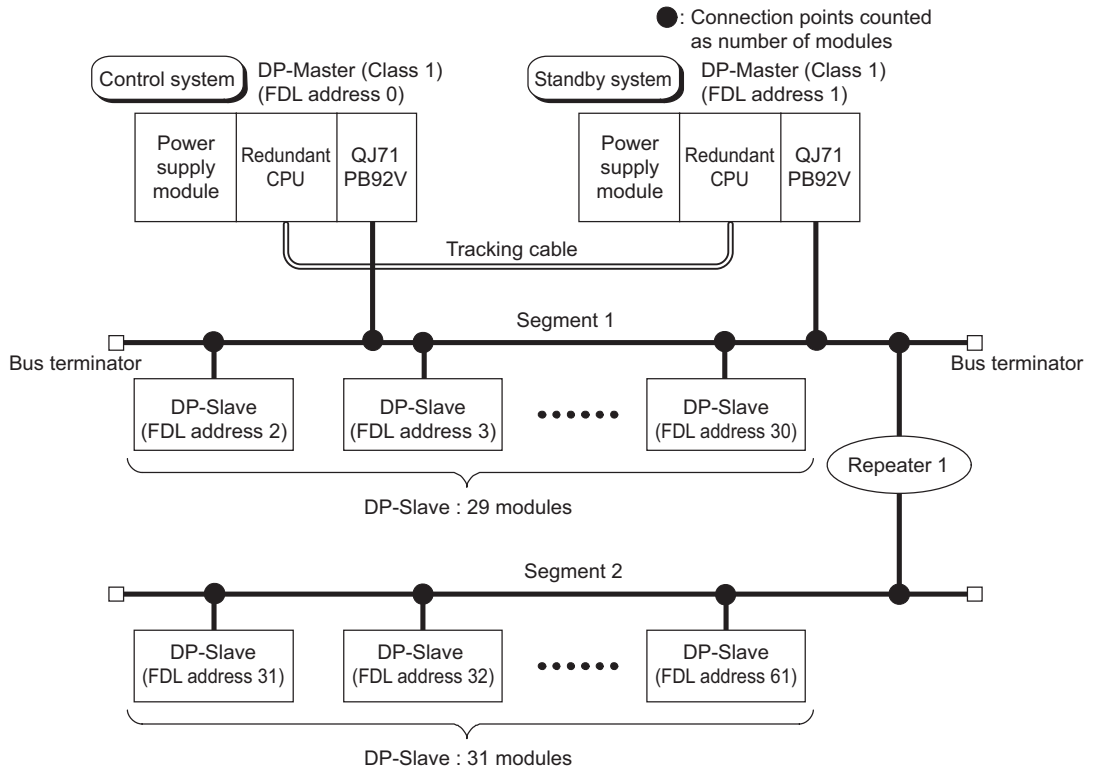 ●: Connection points counted
as number of modules
Control system
DP-Master (Class 1)
(FDL address 0)
Standby system
DP-Master (Class 1)
(FDL address 1)
Power
supply
module
Redundant
CPU
QJ71
PB92V
Power
supply
module
Redundant
CPU
QJ71
PB92V
Tracking cable
Segment 1
Bus terminator
Bus terminator
DP-Slave
(FDL address 2)
DP-Slave
(FDL address 3)
DP-Slave
(FDL address 30)
Repeater 1
DP-Slave : 29 modules
Segment 2
DP-Slave
(FDL address 31)
DP-Slave
(FDL address 32)
DP-Slave
(FDL address 61)
DP-Slave : 31 modules